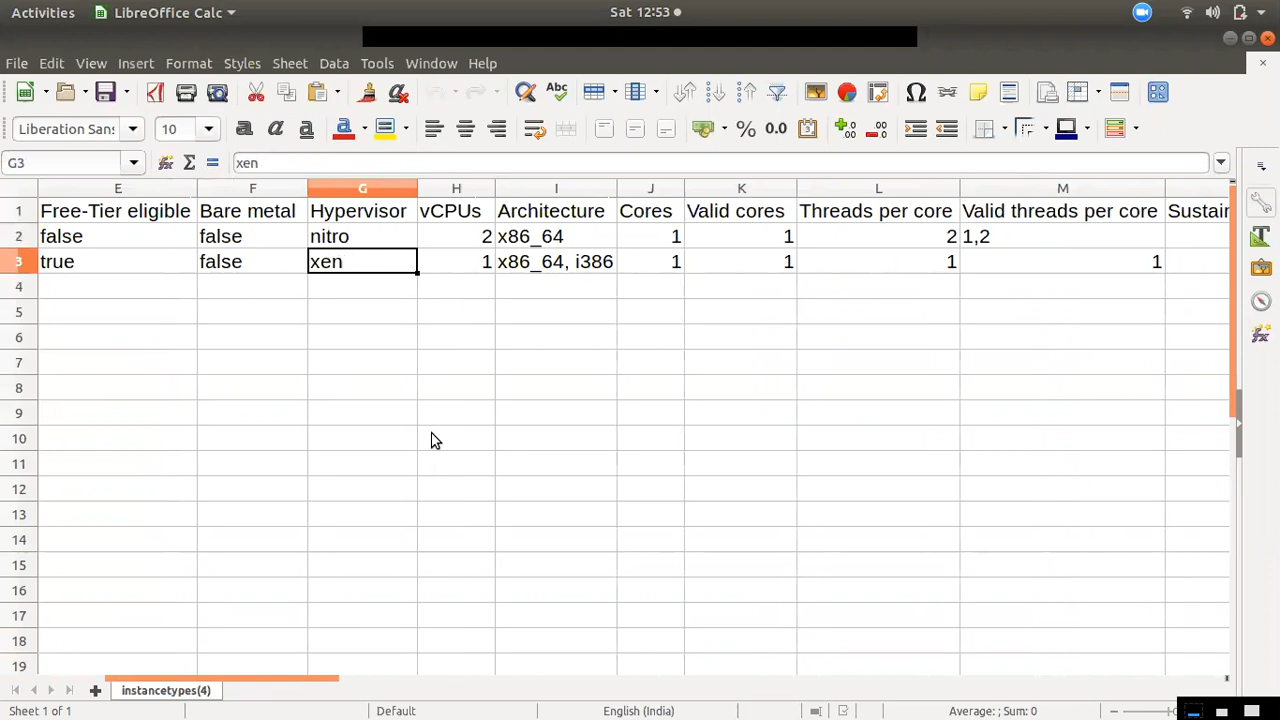 Activities LibreOffice Calc Sat 12:53
File Edit View Insert Format Styles Sheet Data Tools Window Help
Liberation Sans 10
G3 xen
E F G H I J K L M
1 Free-Tier eligible Bare metal Hypervisor vCPUs Architecture Cores Valid cores Threads per core Valid threads per core Sustain
2 false false nitro 2 x86_64 1 1 2 1,2
3 true false xen 1 x86_64, i386 1 1 1 1
4
5
6
7
8
9
10
11
12
13
14
15
16
17
18
19
instancetypes(4)
Sheet 1 of 1 Default English (India) Average: ; Sum: 0